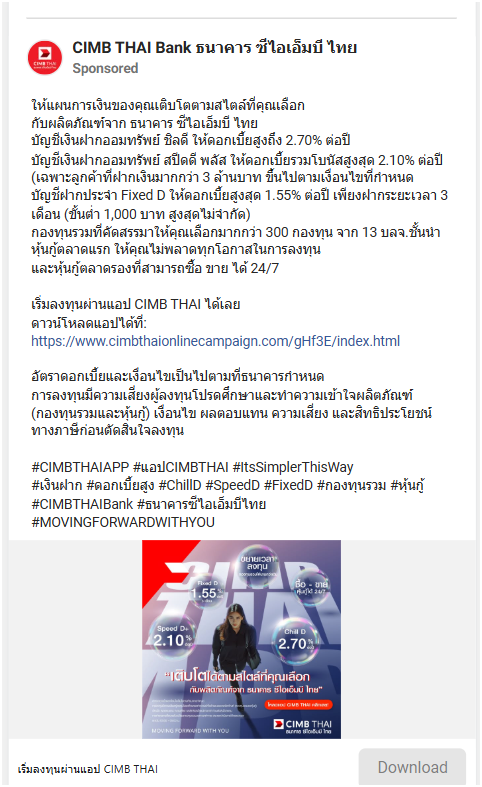 CIMB THAI Bank ธนาคาร ซีไอเอ็มบี ไทย
Sponsored
ให้แผนการเงินของคุณเติบโตตามสไตล์ที่คุณเลือก
กับผลิตภัณฑ์จาก ธนาคาร ซีไอเอ็มบี ไทย
บัญชีเงินฝากออมทรัพย์ ชิลดี ให้ดอกเบี้ยสูงถึง 2.70% ต่อปี
บัญชีเงินฝากออมทรัพย์ สปีดดี พลัส ให้ดอกเบี้ยรวมโบนัสสูงสุด 2.10% ต่อปี
(เฉพาะลูกค้าที่ฝากเงินมากกว่า 3 ล้านบาท ขึ้นไปตามเงื่อนไขที่กำหนด
บัญชีฝากประจำ Fixed D ให้ดอกเบี้ยสูงสุด 1.55% ต่อปี เพียงฝากระยะเวลา 3
เดือน (ขั้นต่ำ 1,000 บาท สูงสุดไม่จำกัด)
กองทุนรวมที่คัดสรรมาให้คุณเลือกมากกว่า 300 กองทุน จาก 13 บลจ.ชั้นนำ
หุ้นกู้ตลาดแรก ให้คุณไม่พลาดทุกโอกาสในการลงทุน
และหุ้นกู้ตลาดรองที่สามารถซื้อ ขาย ได้ 24/7
เริ่มลงทุนผ่านแอป CIMB THAI ได้เลย
ดาวน์โหลดแอปได้ที่:
https://www.cimbthaionlinecampaign.com/gHf3E/index.html
อัตราดอกเบี้ยและเงื่อนไขเป็นไปตามที่ธนาคารกำหนด
การลงทุนมีความเสี่ยงผู้ลงทุนโปรดศึกษาและทำความเข้าใจผลิตภัณฑ์
(กองทุนรวมและหุ้นกู้) เงื่อนไข ผลตอบแทน ความเสี่ยง และสิทธิประโยชน์
ทางภาษีก่อนตัดสินใจลงทุน
#CIMBTHAIAPP #แอปCIMBTHAI #ItsSimplerThisWay
#เงินฝาก #ดอกเบี้ยสูง #ChillD #SpeedD #FixedD #กองทุนรวม #หุ้นกู้
#CIMBTHAIBank #ธนาคารซีไอเอ็มบีไทย
#MOVINGFORWARDWITHYOU
ขยายเวลา
ลงทุน
Fixed D
1.55%
ซื้อ - ขาย
หุ้นกู้ได้ 24/7
Speed D+
2.10%
Chill D
2.70%
"เติบโตได้ตามสไตล์ที่คุณเลือก
กับผลิตภัณฑ์จาก ธนาคาร ซีไอเอ็มบี ไทย"
MOVING FORWARD WITH YOU
CIMB THAI
ธนาคาร ซีไอเอ็มบี ไทย
เริ่มลงทุนผ่านแอป CIMB THAI
Download